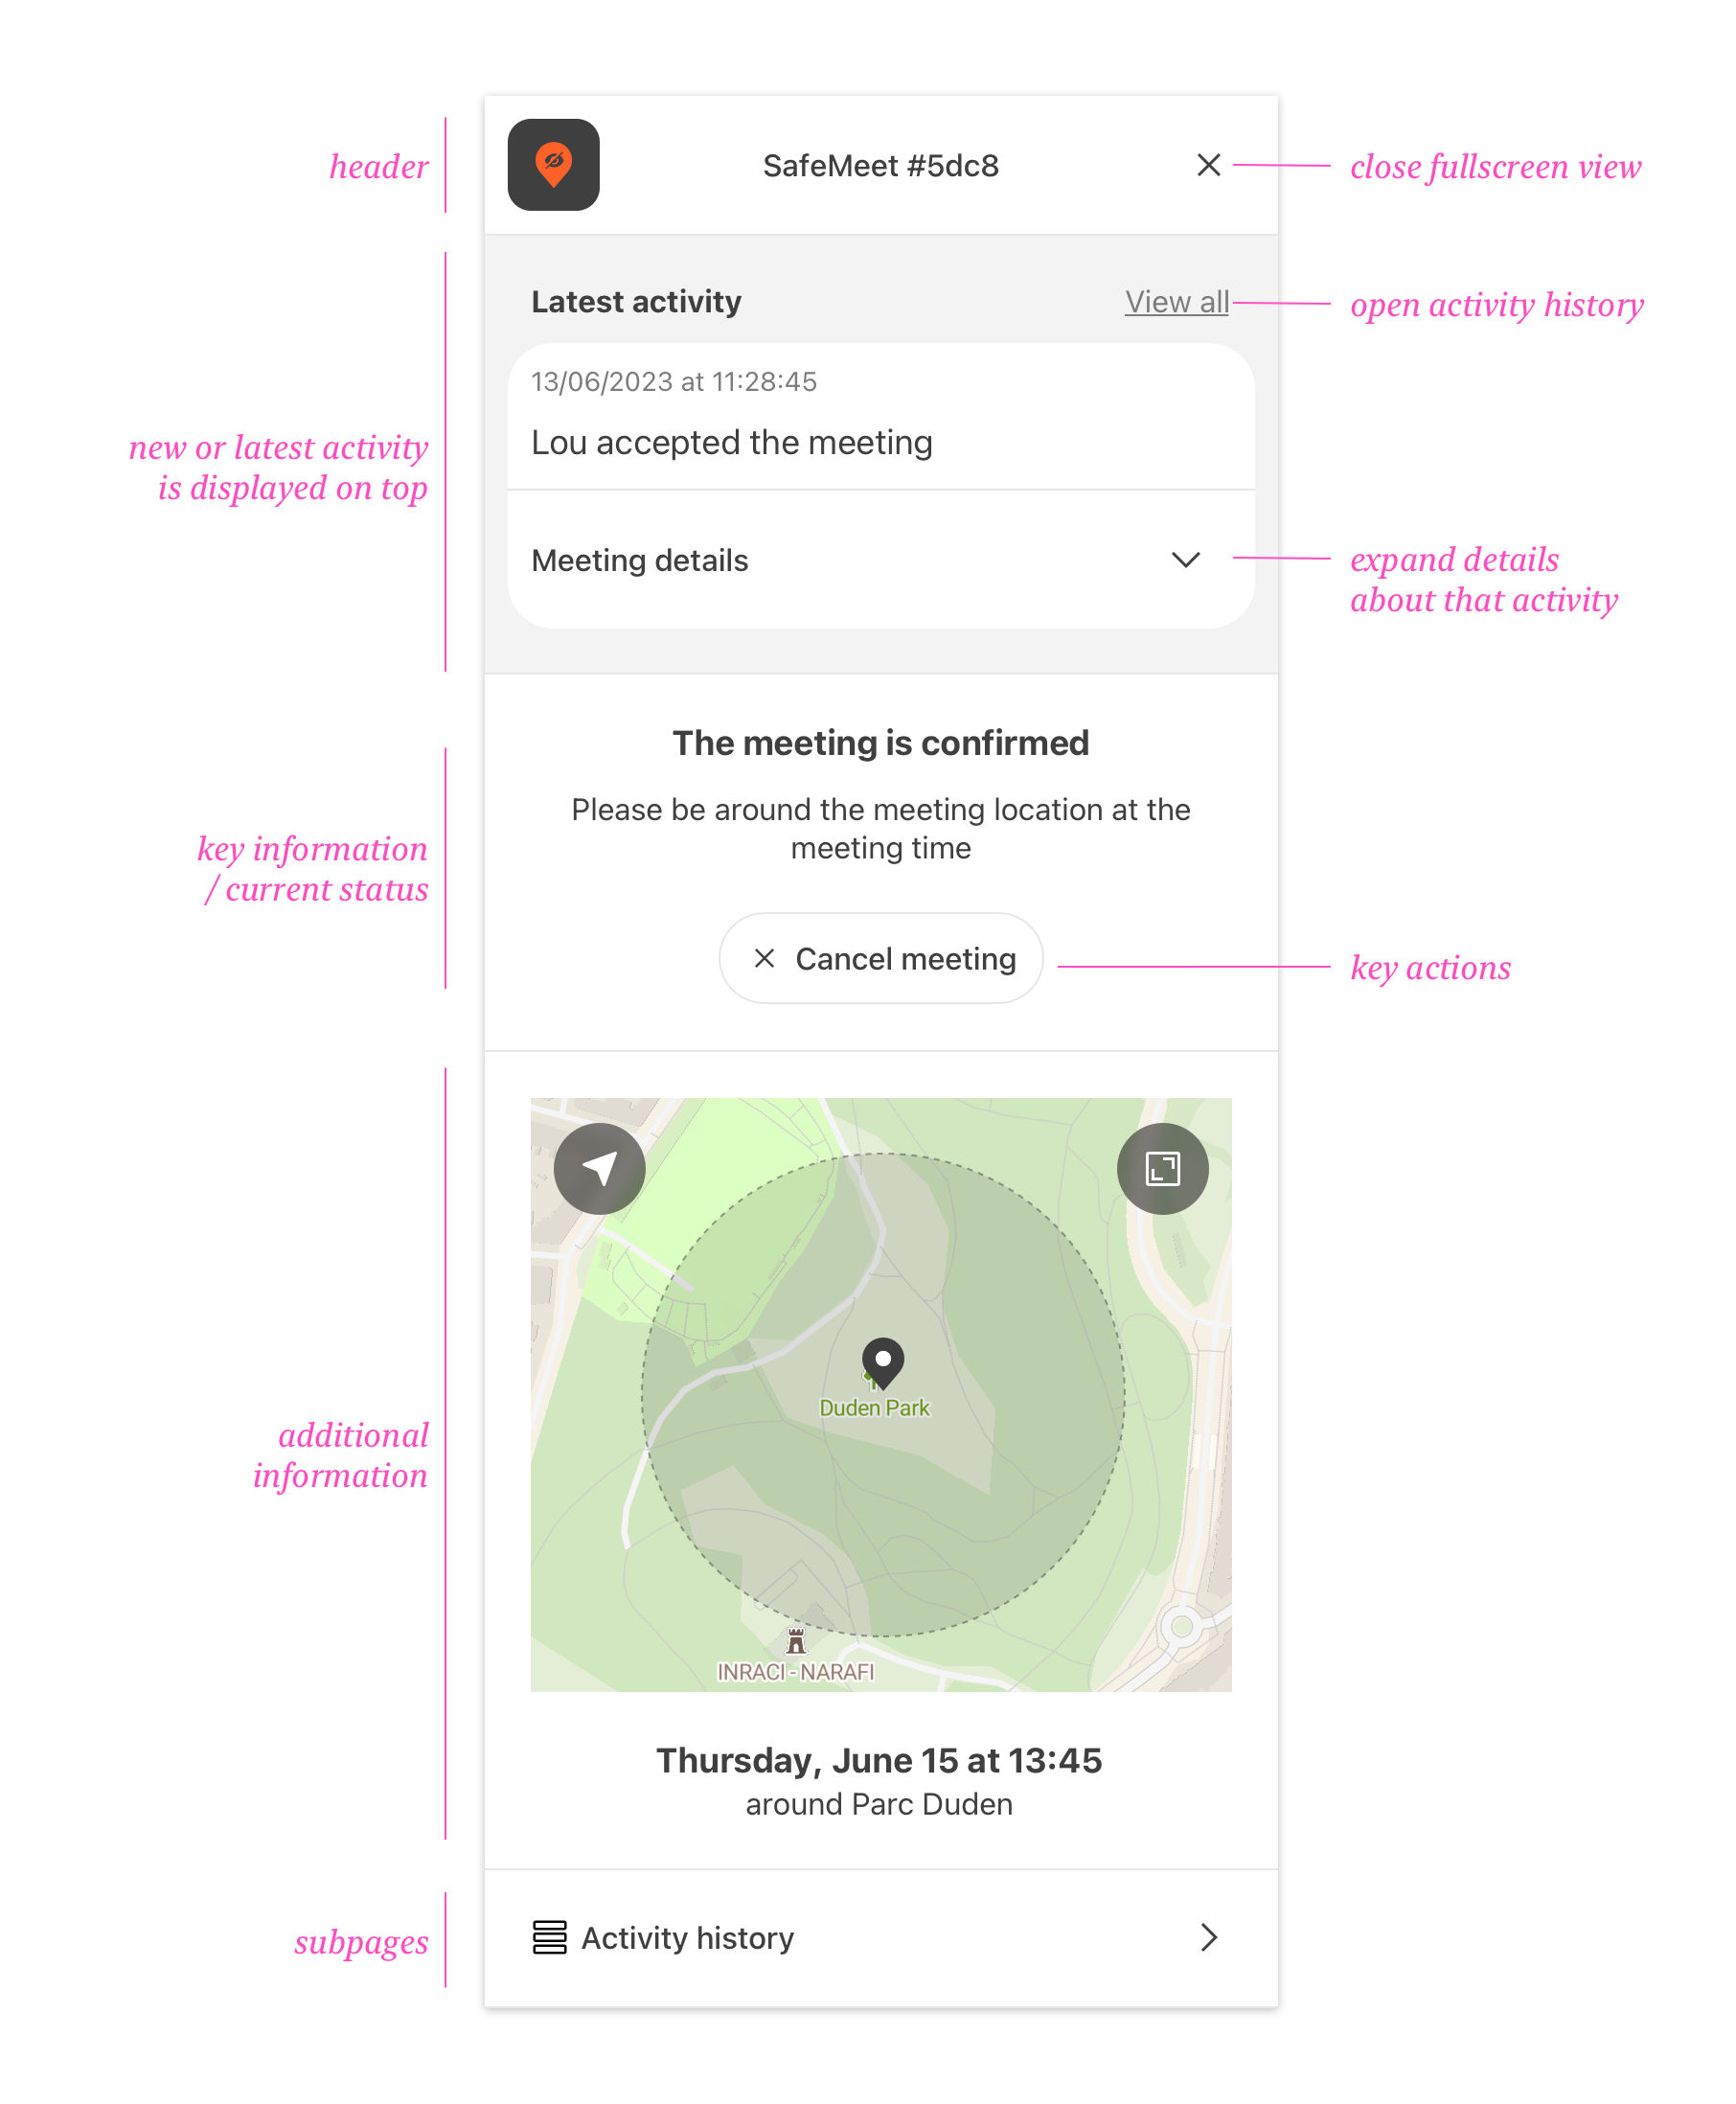 header
SafeMeet #5dc8
close fullscreen view
Latest activity
View all
open activity history
13/06/2023 at 11:28:45
Lou accepted the meeting
new or latest activity
is displayed on top
Meeting details
expand details
about that activity
The meeting is confirmed
Please be around the meeting location at the
meeting time
key information
/ current status
Cancel meeting
key actions
Duden Park
additional
information
INRACI - NARAFI
Thursday, June 15 at 13:45
around Parc Duden
subpages
Activity history